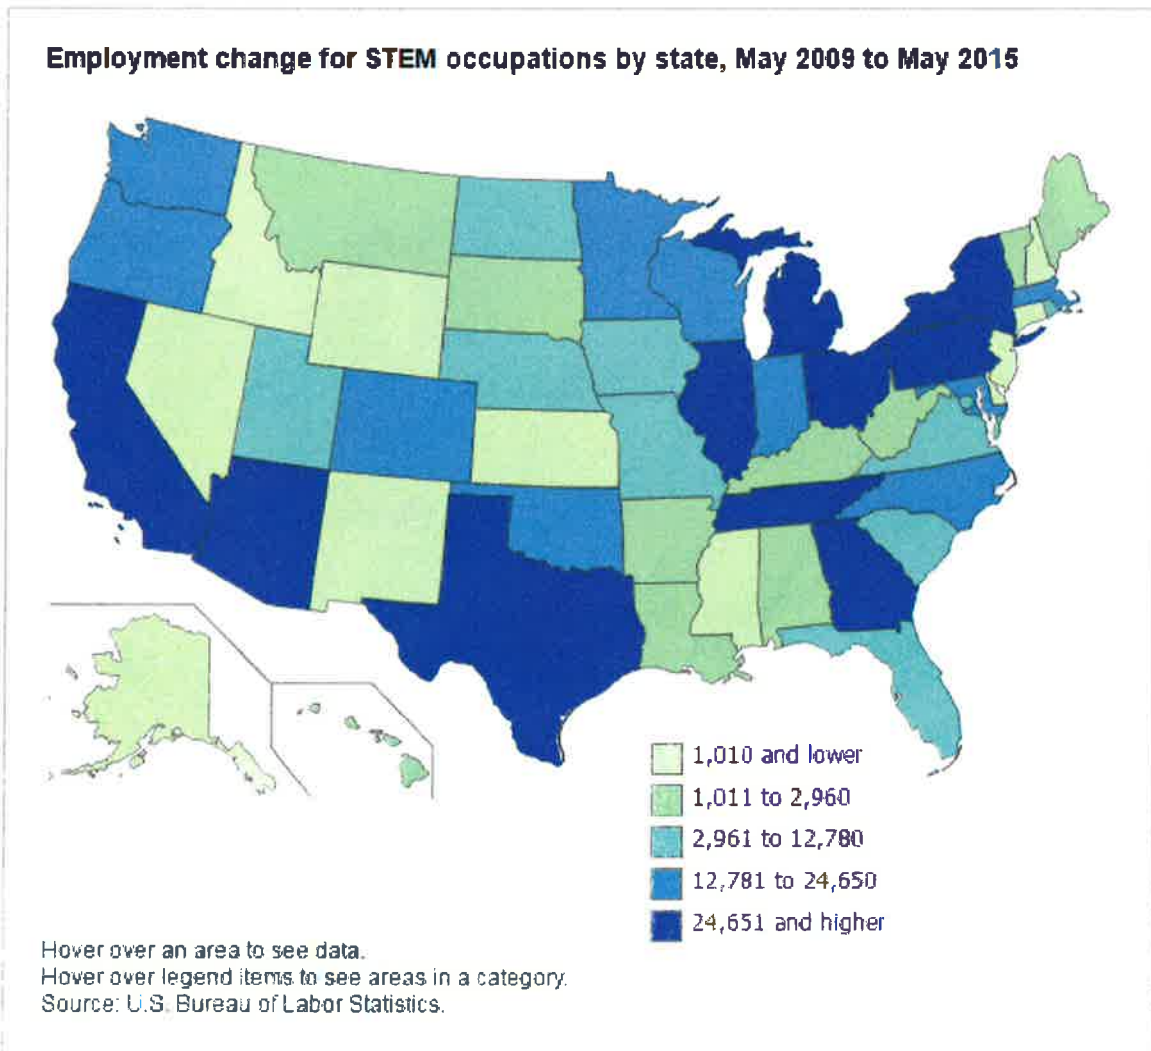 Employment change for STEM occupations by state, May 2009 to May 2015
1,010 and lower
1,011 to 2,960
2,961 to 12,780
12,781 to 24,650
24,651 and higher
Hover over an area to see data.
Hover over legend items to see areas in a category.
Source: U.S. Bureau of Labor Statistics.